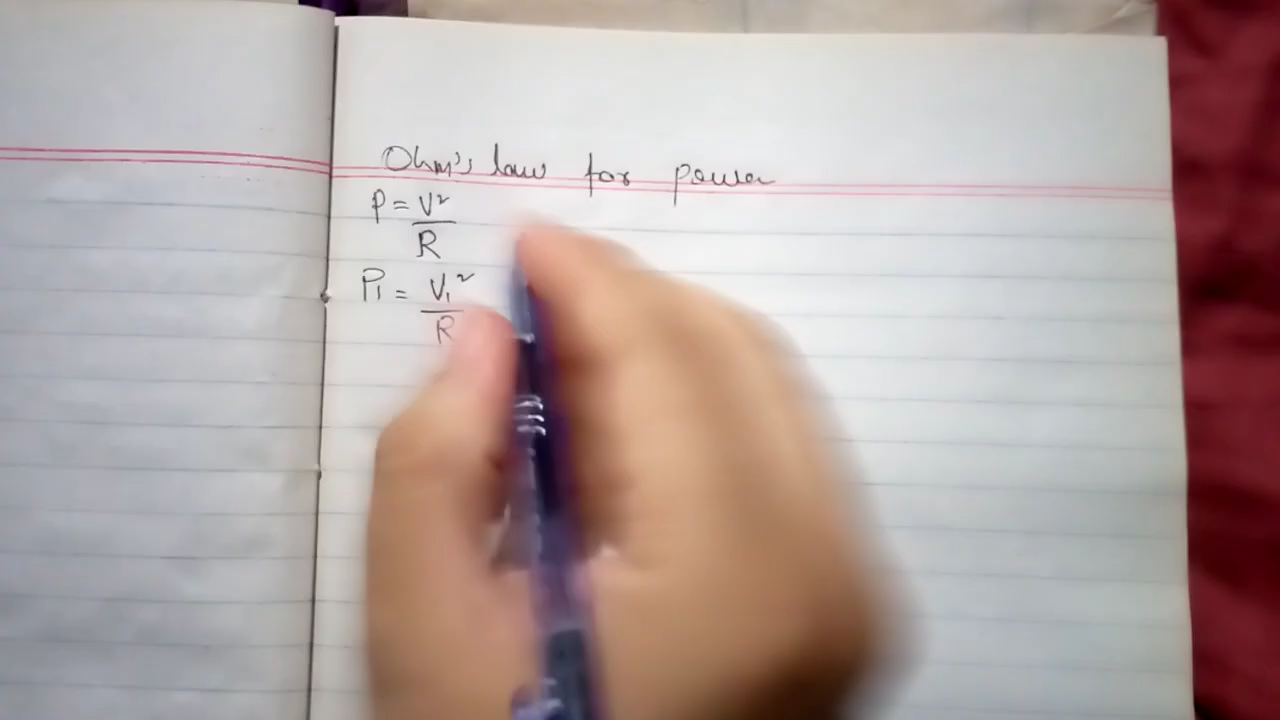 Ohm's law for power
P = V²
R
P₁ = V₁²
R